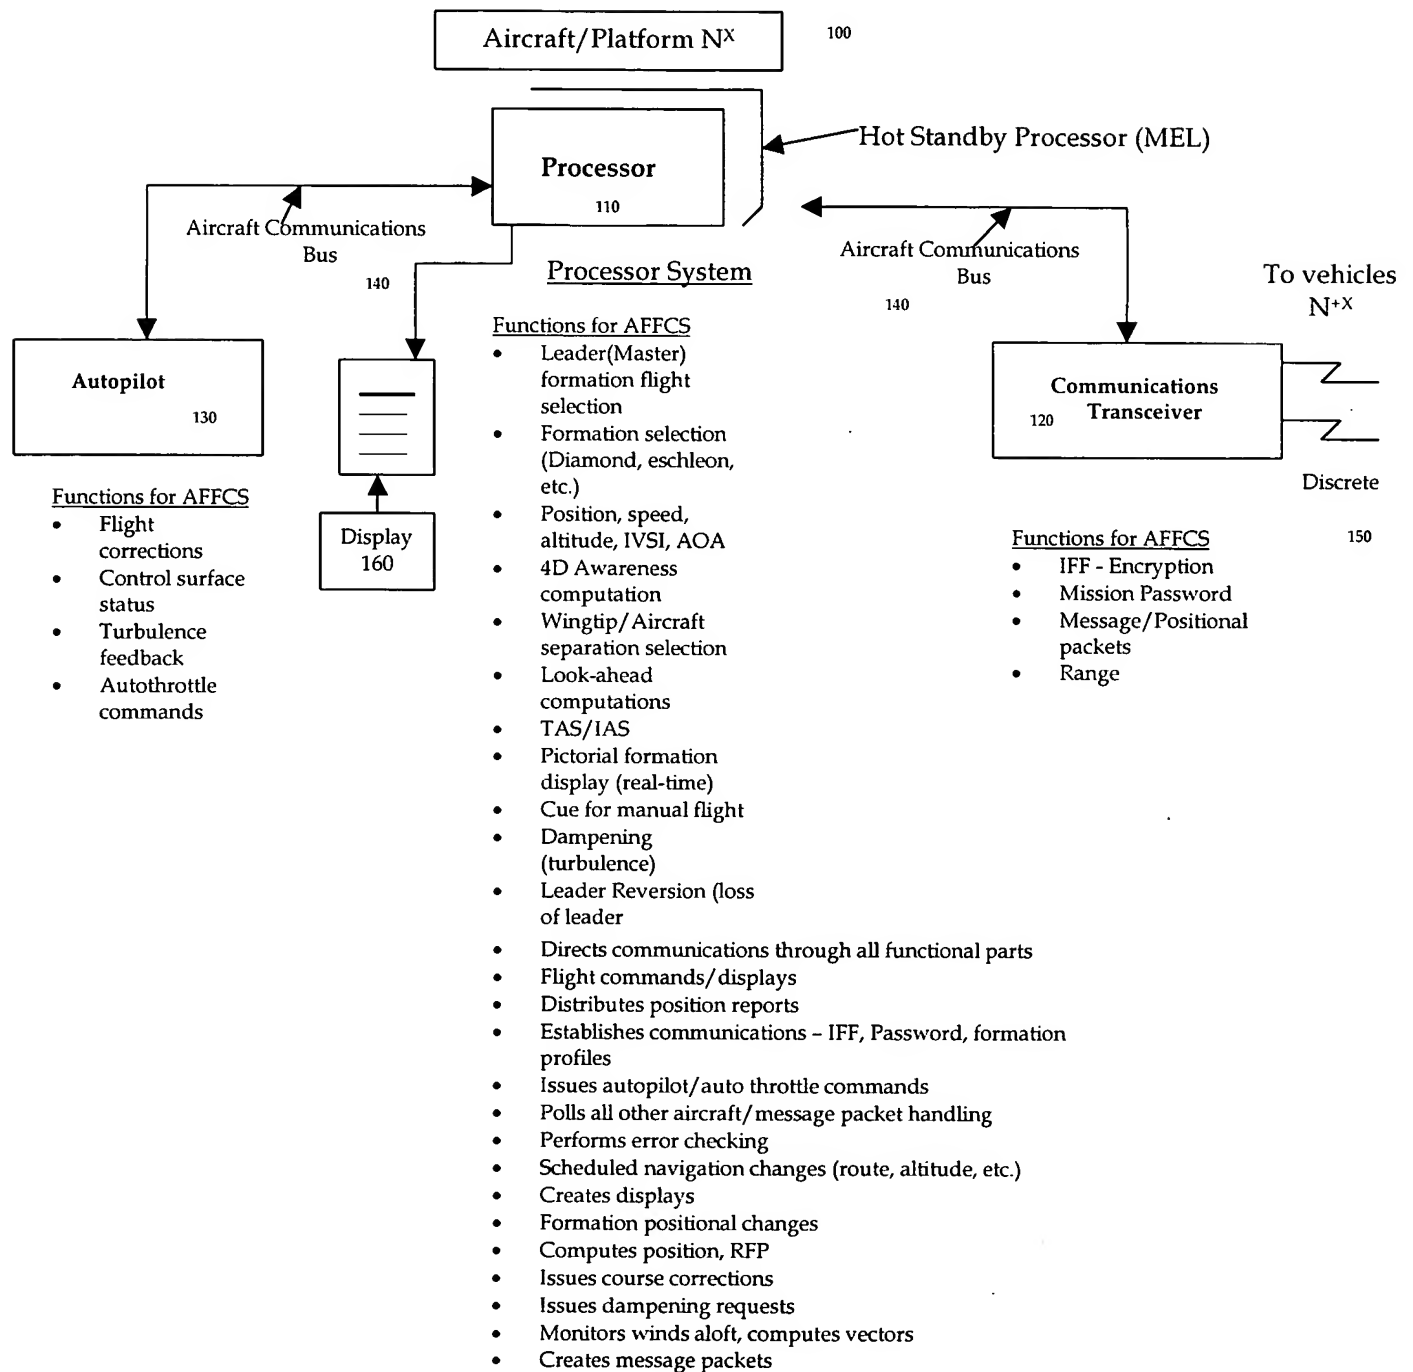 Aircraft/Platform Nˣ
100
Hot Standby Processor (MEL)
Processor
110
Aircraft Communications
Bus
140
Aircraft Communications
Bus
140
To vehicles
N⁺ˣ
Processor System
Autopilot
130
Communications
Transceiver
120
Discrete
150
Display
160
Functions for AFFCS
• Flight
corrections
• Control surface
status
• Turbulence
feedback
• Autothrottle
commands
Functions for AFFCS
• Leader(Master)
formation flight
selection
• Formation selection
(Diamond, eschleon,
etc.)
• Position, speed,
altitude, IVSI, AOA
• 4D Awareness
computation
• Wingtip/Aircraft
separation selection
• Look-ahead
computations
• TAS/IAS
• Pictorial formation
display (real-time)
• Cue for manual flight
• Dampening
(turbulence)
• Leader Reversion (loss
of leader
• Directs communications through all functional parts
• Flight commands/displays
• Distributes position reports
• Establishes communications – IFF, Password, formation
profiles
• Issues autopilot/auto throttle commands
• Polls all other aircraft/message packet handling
• Performs error checking
• Scheduled navigation changes (route, altitude, etc.)
• Creates displays
• Formation positional changes
• Computes position, RFP
• Issues course corrections
• Issues dampening requests
• Monitors winds aloft, computes vectors
• Creates message packets
Functions for AFFCS
• IFF - Encryption
• Mission Password
• Message/Positional
packets
• Range